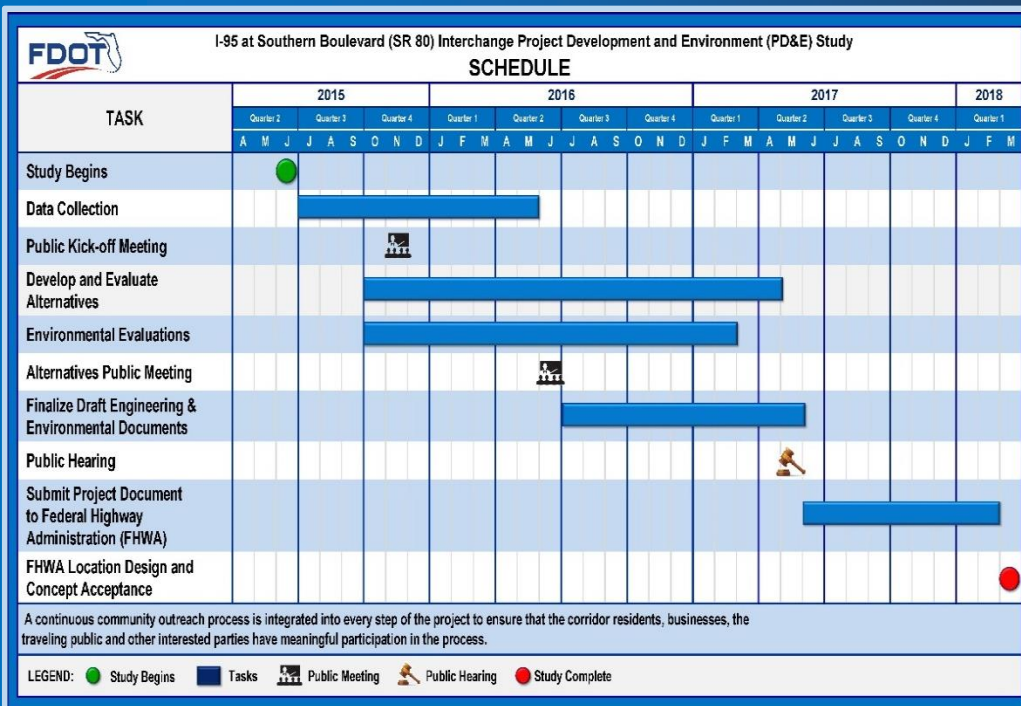 FDOT
I-95 at Southern Boulevard (SR 80) Interchange Project Development and Environment (PD&E) Study
SCHEDULE
TASK
2015 2016 2017 2018
Quarter 2 Quarter 3 Quarter 4 Quarter 1 Quarter 2 Quarter 3 Quarter 4 Quarter 1 Quarter 2 Quarter 3 Quarter 4 Quarter 1
A M J J A S O N D J F M A M J J A S O N D J F M A M J J A S O N D J F M
Study Begins
Data Collection
Public Kick-off Meeting
Develop and Evaluate
Alternatives
Environmental Evaluations
Alternatives Public Meeting
Finalize Draft Engineering &
Environmental Documents
Public Hearing
Submit Project Document
to Federal Highway
Administration (FHWA)
FHWA Location Design and
Concept Acceptance
A continuous community outreach process is integrated into every step of the project to ensure that the corridor residents, businesses, the
traveling public and other interested parties have meaningful participation in the process.
LEGEND: Study Begins Tasks Public Meeting Public Hearing Study Complete